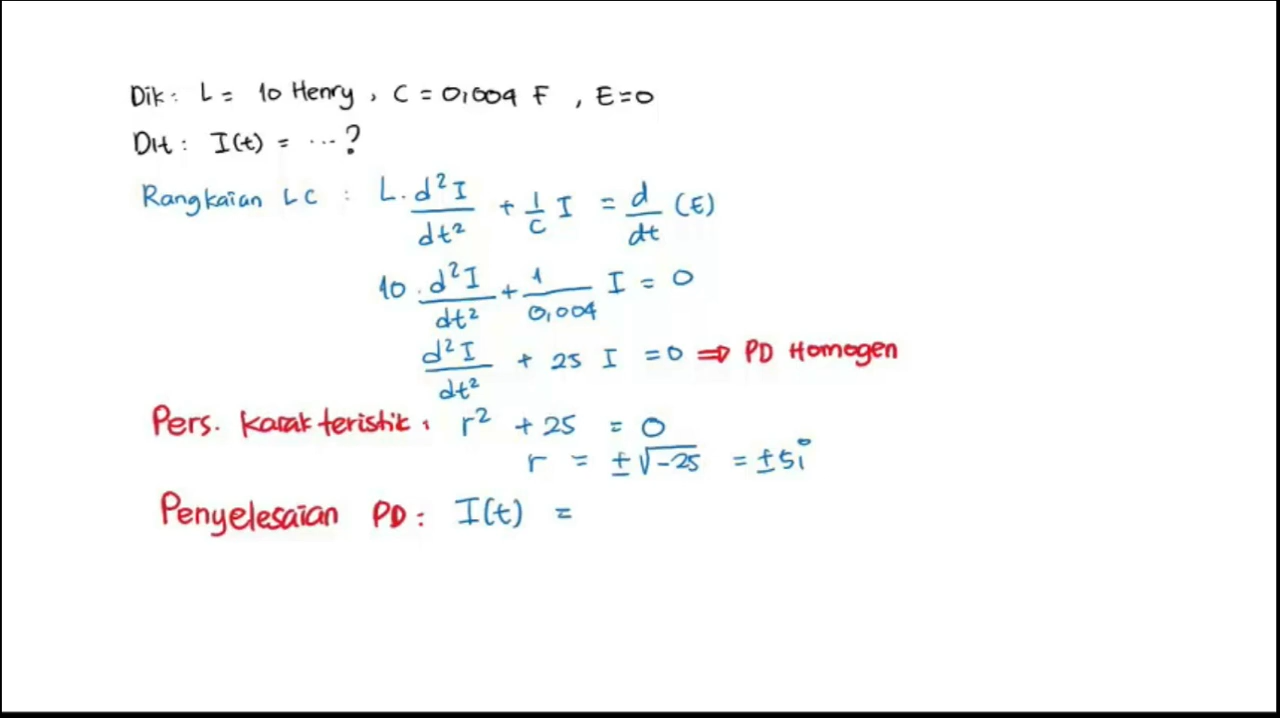 Dik: L = 10 Henry, C = 0,004 F, E=0
Dit: I(t) = ...?
Rangkaian LC : L. d²I/dt² + 1/C I = d/dt (E)
10 . d²I/dt² + 1/0,004 I = 0
d²I/dt² + 25 I = 0 ⇒ PD Homogen
Pers. Karakteristik : r² + 25 = 0
r = ±√-25 = ±5i
Penyelesaian PD : I(t) =